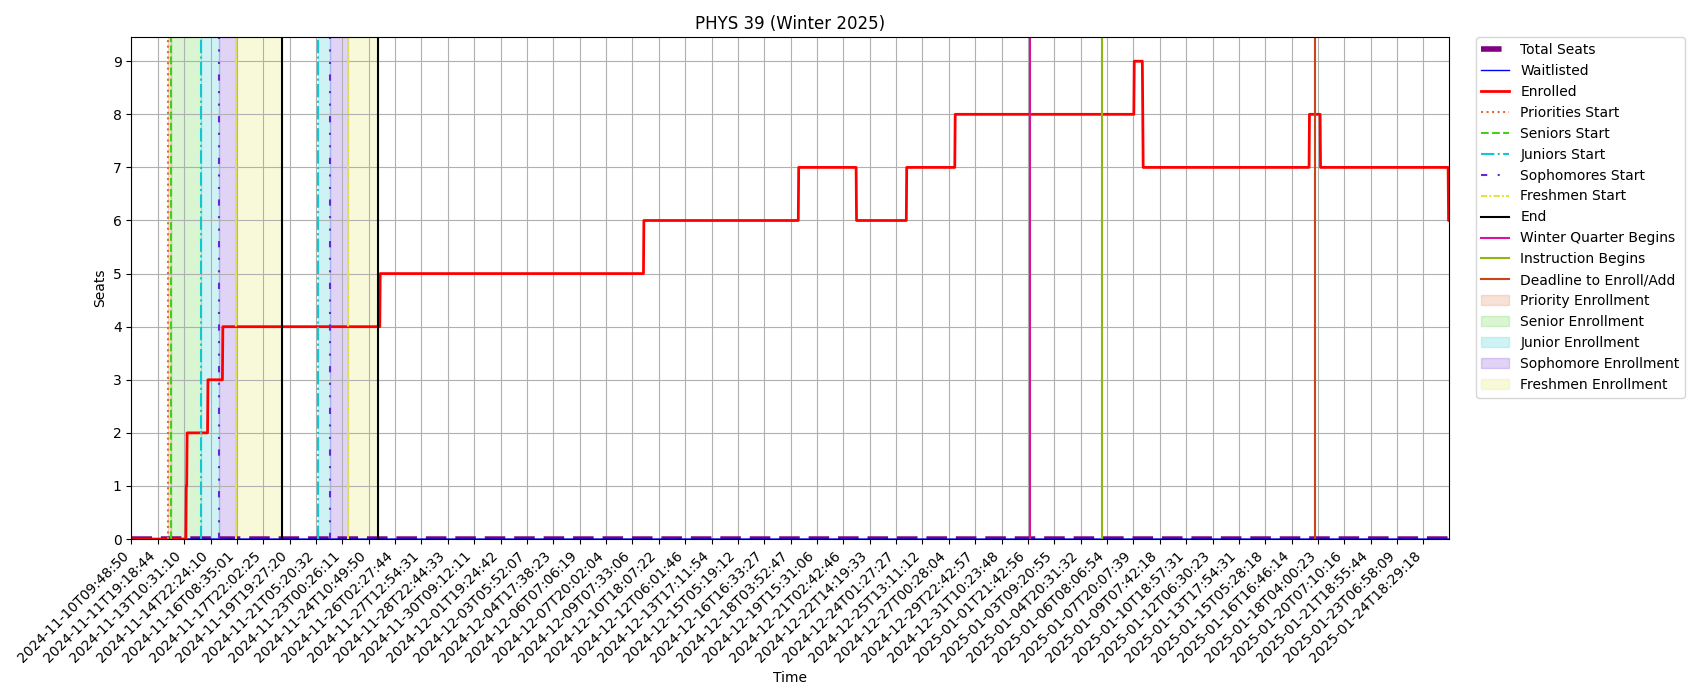 PHYS 39 (Winter 2025)
Seats
9
8
7
6
5
4
3
2
1
0
2024-11-10T09:48:50
2024-11-11T19:18:44
2024-11-13T10:31:10
2024-11-14T22:24:10
2024-11-16T08:35:01
2024-11-17T22:02:25
2024-11-19T19:27:20
2024-11-21T05:20:32
2024-11-23T00:26:11
2024-11-24T10:49:50
2024-11-26T02:27:44
2024-11-27T12:54:31
2024-11-28T22:44:33
2024-11-30T09:12:11
2024-12-01T19:24:42
2024-12-03T05:52:07
2024-12-04T17:38:23
2024-12-06T07:06:19
2024-12-07T20:02:04
2024-12-09T07:33:06
2024-12-10T18:07:22
2024-12-12T06:01:46
2024-12-13T17:11:54
2024-12-15T05:19:12
2024-12-16T16:33:27
2024-12-18T03:52:47
2024-12-19T15:31:06
2024-12-21T02:42:46
2024-12-22T14:19:33
2024-12-24T01:27:27
2024-12-25T13:11:12
2024-12-27T00:28:04
2024-12-29T22:42:57
2024-12-31T10:23:48
2025-01-01T21:42:56
2025-01-03T09:20:55
2025-01-04T20:31:32
2025-01-06T08:06:54
2025-01-07T20:07:39
2025-01-09T07:42:18
2025-01-10T18:57:31
2025-01-12T06:30:23
2025-01-13T17:54:31
2025-01-15T05:28:18
2025-01-16T16:46:14
2025-01-18T04:00:23
2025-01-20T07:10:16
2025-01-21T18:55:44
2025-01-23T06:58:09
2025-01-24T18:29:18
Time
Total Seats
Waitlisted
Enrolled
Priorities Start
Seniors Start
Juniors Start
Sophomores Start
Freshmen Start
End
Winter Quarter Begins
Instruction Begins
Deadline to Enroll/Add
Priority Enrollment
Senior Enrollment
Junior Enrollment
Sophomore Enrollment
Freshmen Enrollment